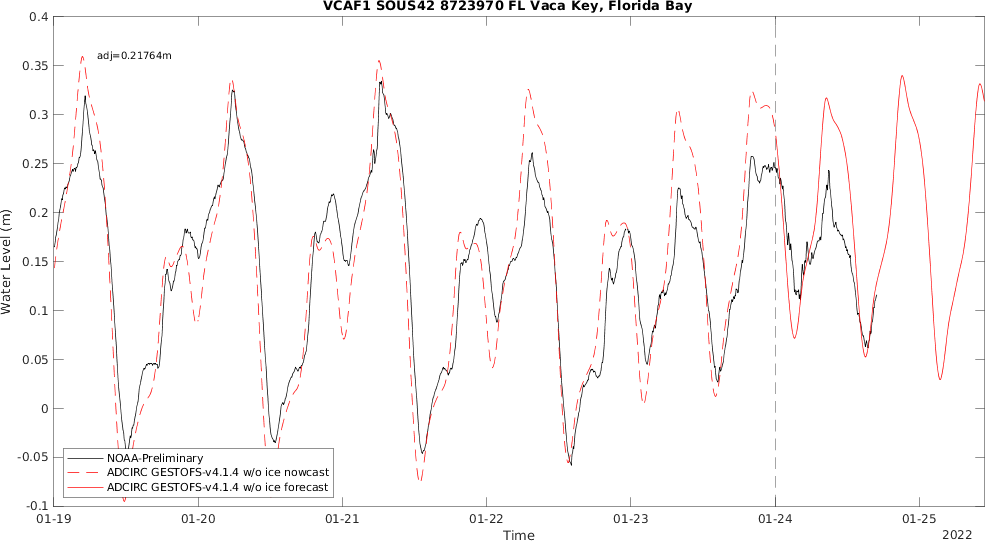 VCAF1 SOUS42 8723970 FL Vaca Key, Florida Bay
adj=0.21764m
0.4
0.35
0.3
0.25
0.2
0.15
0.1
0.05
0
-0.05
-0.1
Water Level (m)
NOAA-Preliminary
ADCIRC GESTOFS-v4.1.4 w/o ice nowcast
ADCIRC GESTOFS-v4.1.4 w/o ice forecast
01-19
01-20
01-21
01-22
01-23
01-24
01-25
Time
2022